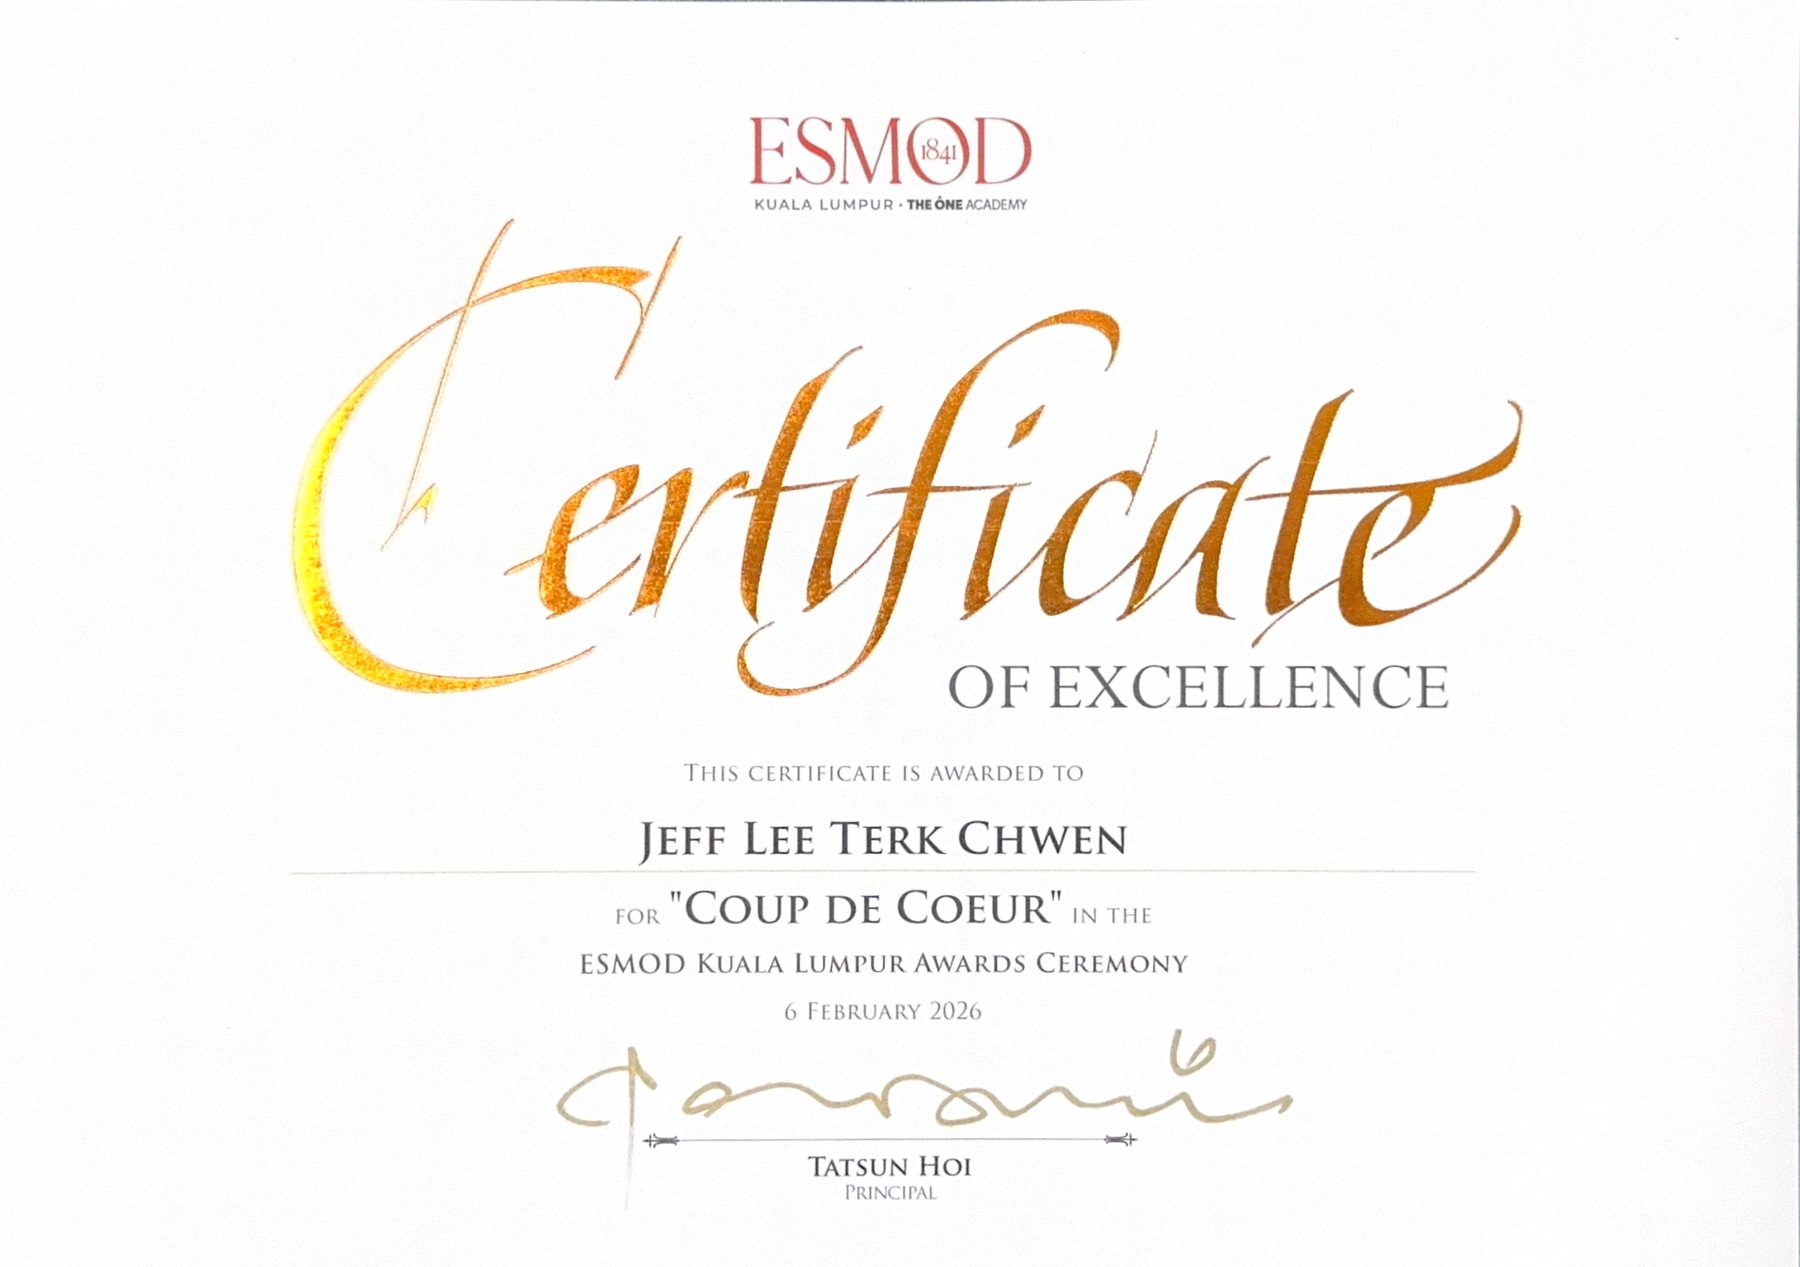 ESMOD
1841
KUALA LUMPUR · THE ONE ACADEMY
Certificate
OF EXCELLENCE
THIS CERTIFICATE IS AWARDED TO
JEFF LEE TERK CHWEN
FOR "COUP DE COEUR" IN THE
ESMOD KUALA LUMPUR AWARDS CEREMONY
6 FEBRUARY 2026
TATSUN HOI
PRINCIPAL